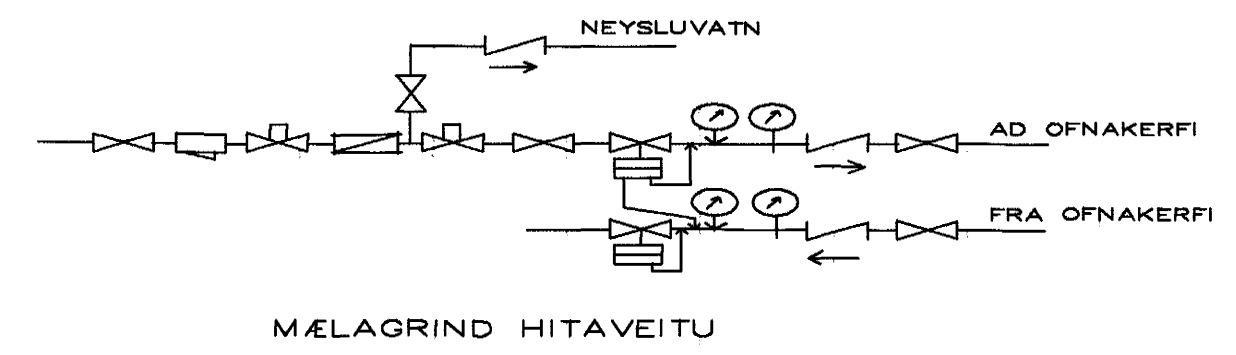 NEYSLUVATN
AD OFNAKERFI
FRA OFNAKERFI
MÆLAGRIND HITAVEITU